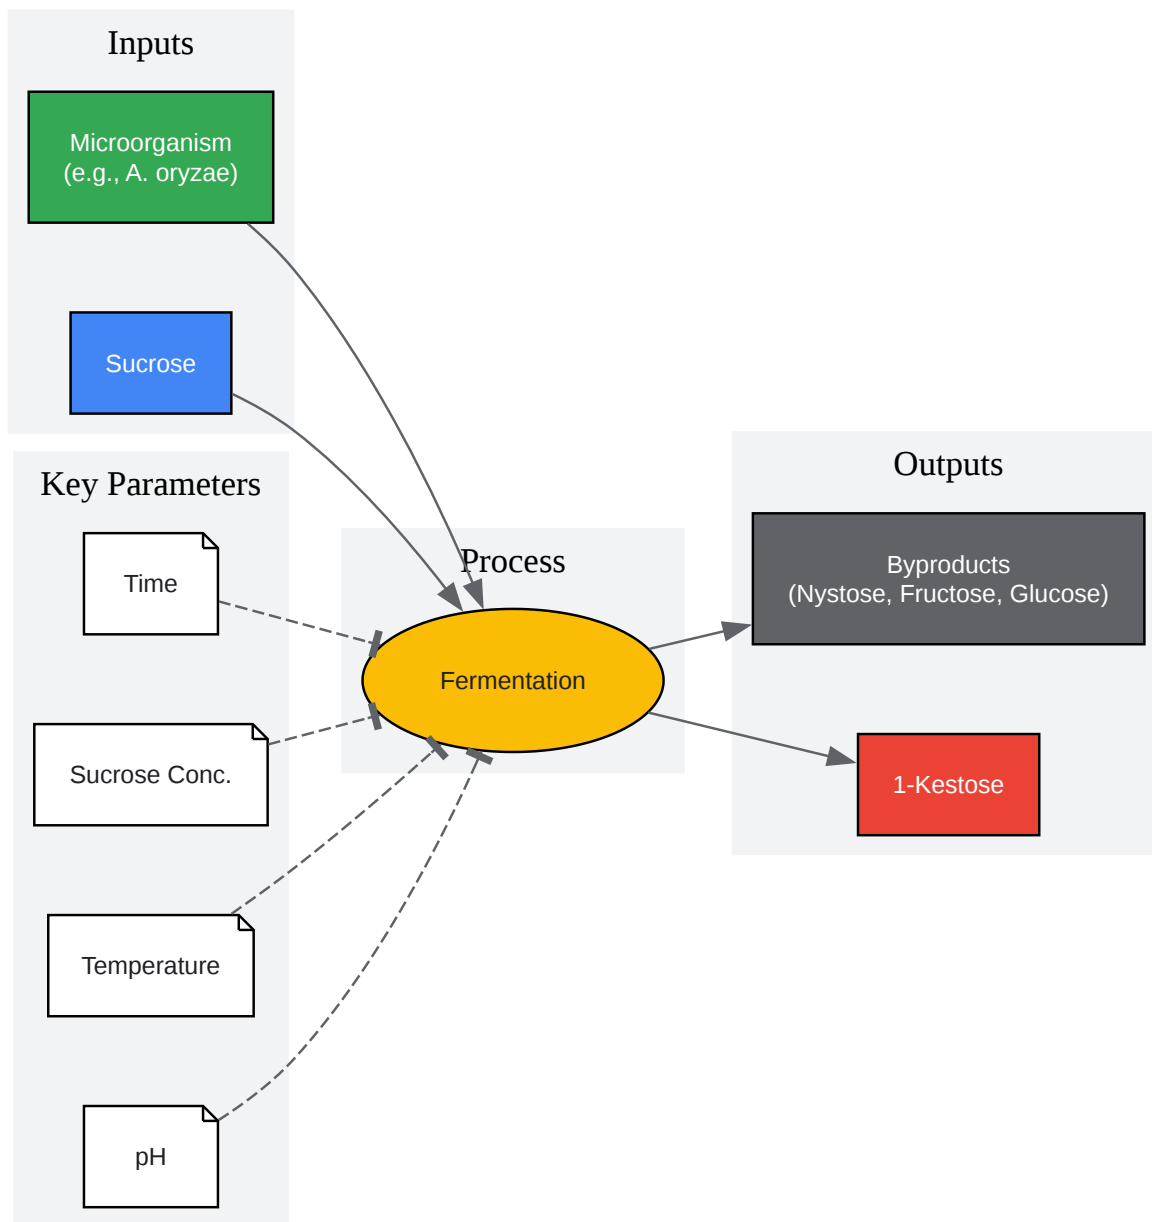 Inputs
Microorganism
(e.g., A. oryzae)
Sucrose
Key Parameters
Time
Sucrose Conc.
Temperature
pH
Process
Fermentation
Outputs
Byproducts
(Nystose, Fructose, Glucose)
1-Kestose